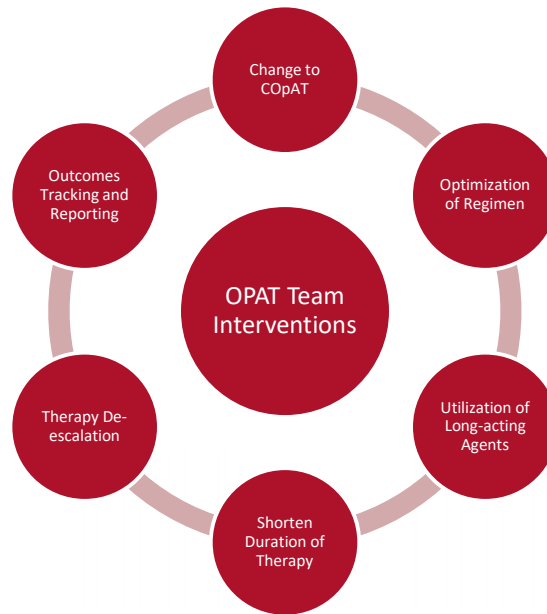 Change to
COpAT
Optimization
of Regimen
Utilization of
Long-acting
Agents
Shorten
Duration of
Therapy
Therapy De-
escalation
Outcomes
Tracking and
Reporting
OPAT Team
Interventions